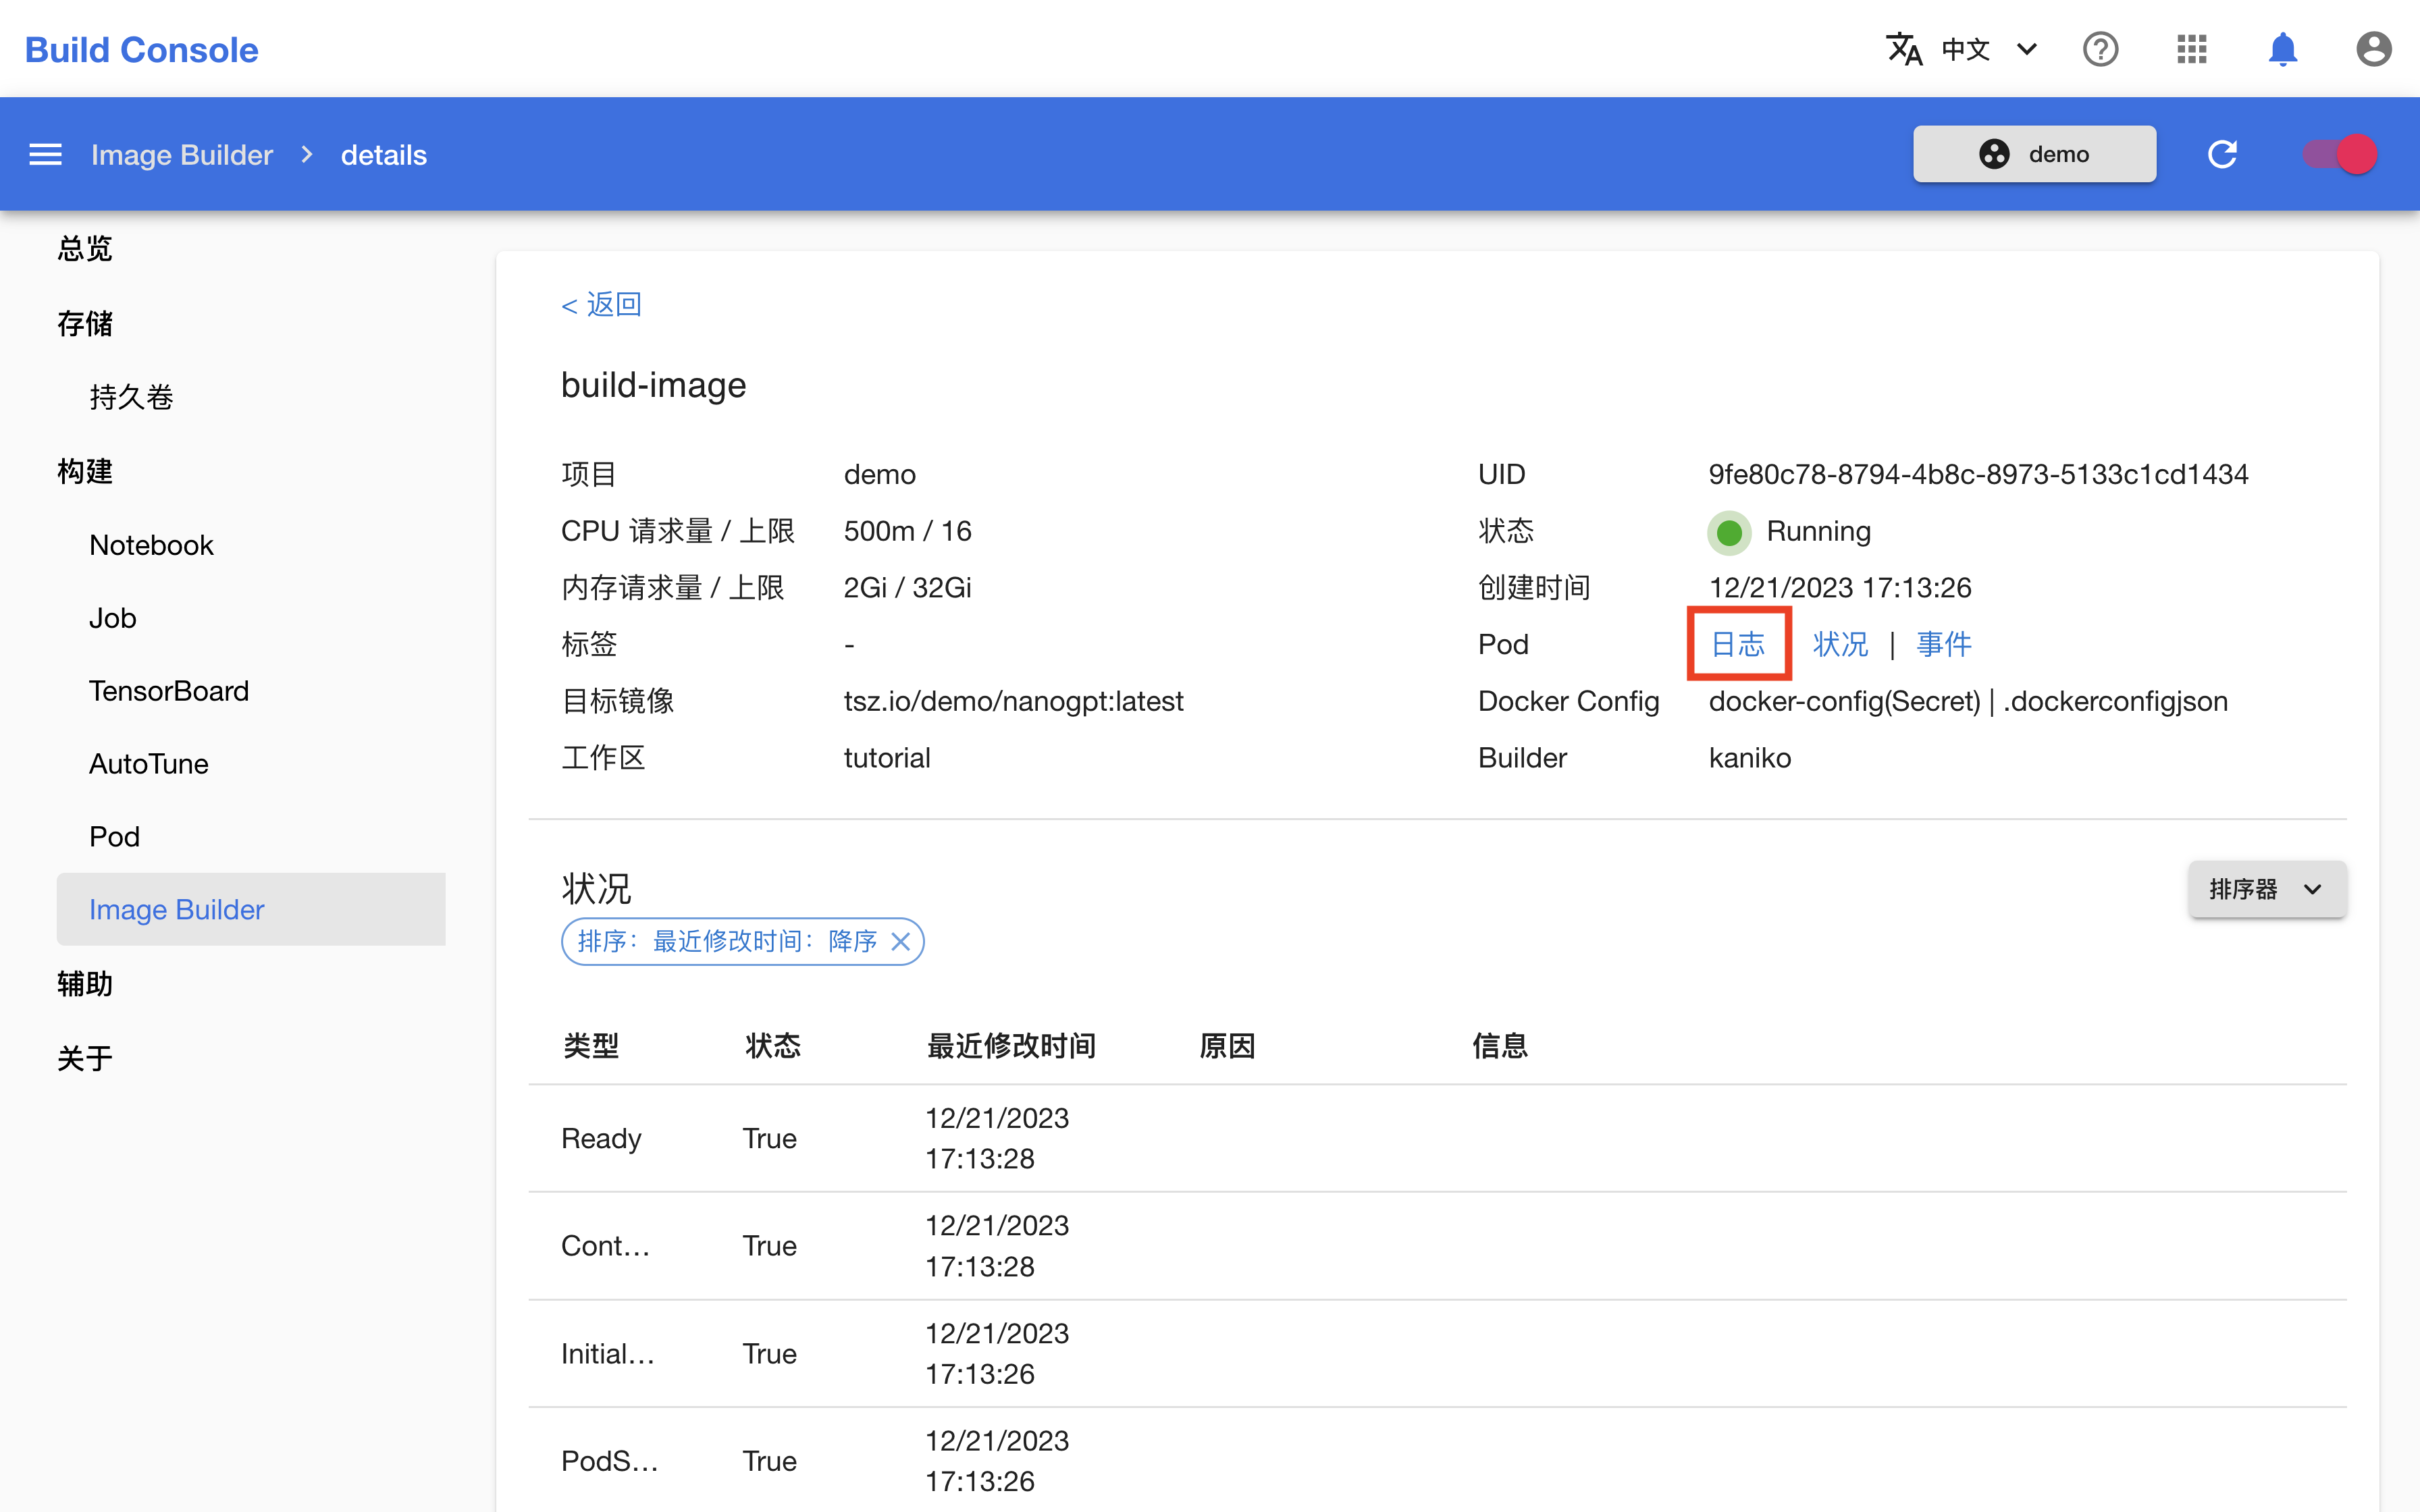 Build Console
中文
Image Builder > details
demo
总览
存储
持久卷
构建
Notebook
Job
TensorBoard
AutoTune
Pod
Image Builder
辅助
关于
< 返回
build-image
项目 demo
CPU 请求量 / 上限 500m / 16
内存请求量 / 上限 2Gi / 32Gi
标签 -
目标镜像 tsz.io/demo/nanogpt:latest
工作区 tutorial
UID 9fe80c78-8794-4b8c-8973-5133c1cd1434
状态 Running
创建时间 12/21/2023 17:13:26
Pod 日志 状况 | 事件
Docker Config docker-config(Secret) | .dockerconfigjson
Builder kaniko
状况
排序器
排序：最近修改时间：降序
类型 状态 最近修改时间 原因 信息
Ready True 12/21/2023
17:13:28
Cont... True 12/21/2023
17:13:28
Initial... True 12/21/2023
17:13:26
PodS... True 12/21/2023
17:13:26